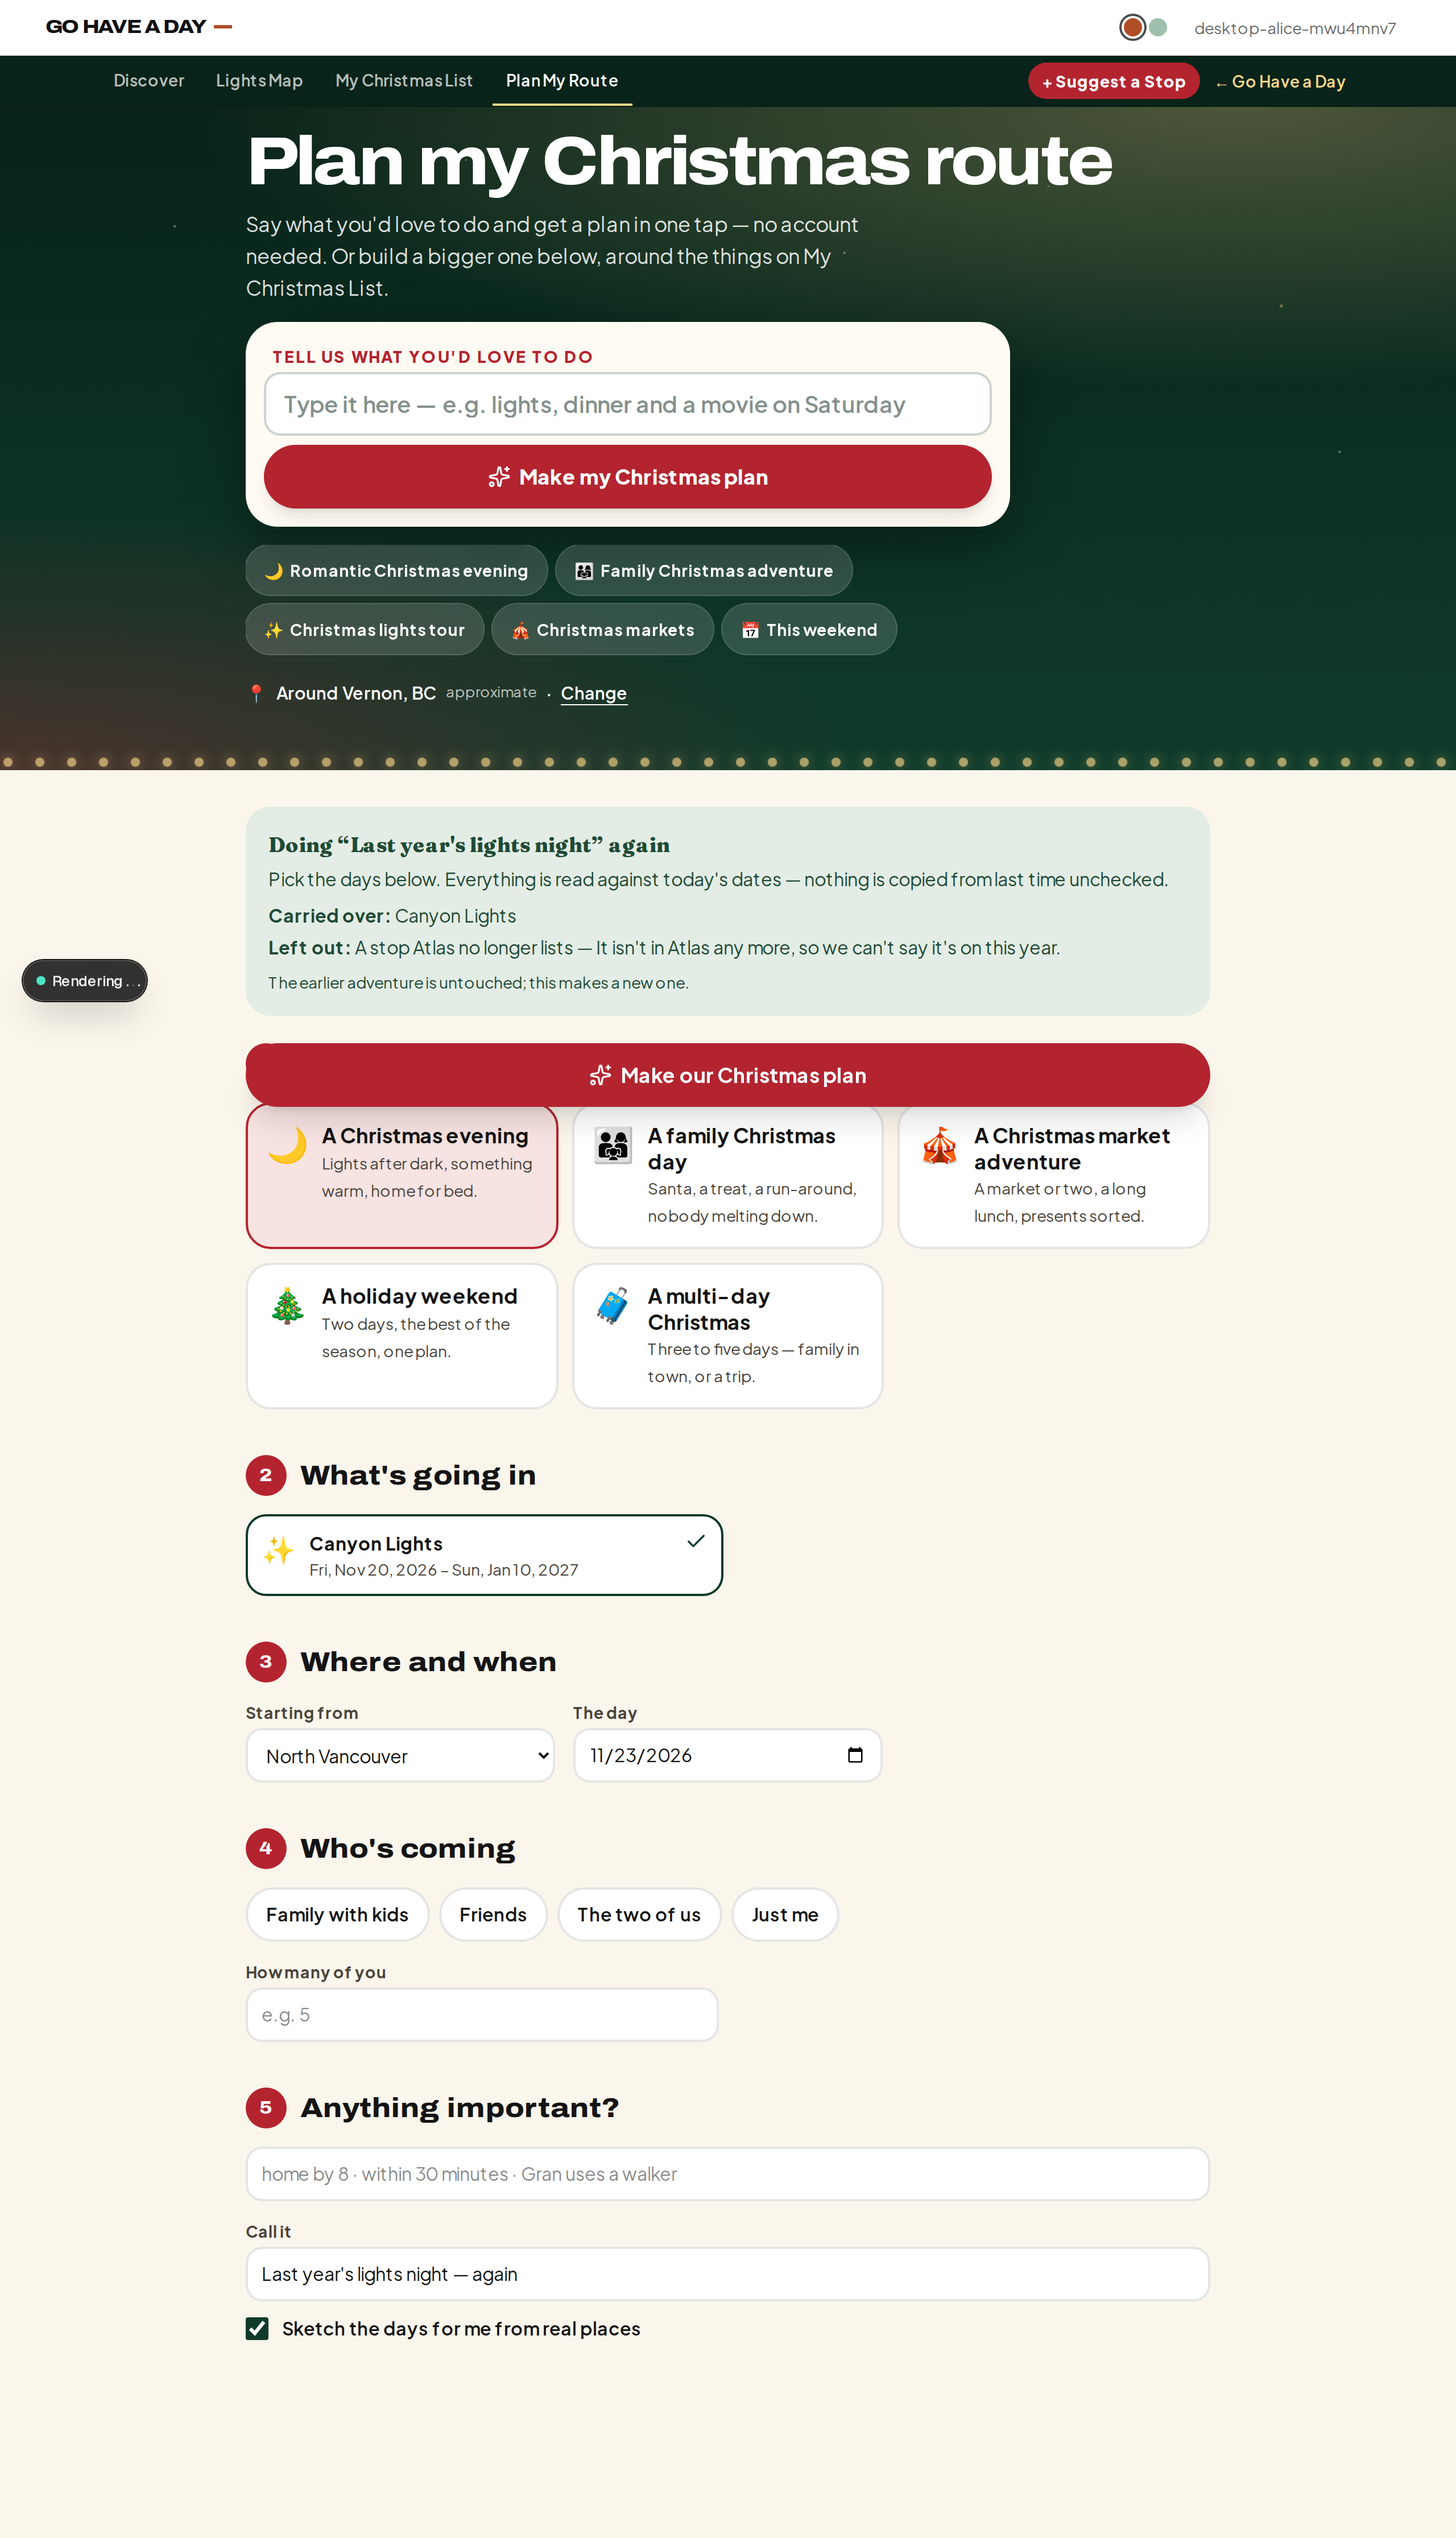 GO HAVE A DAY
desktop-alice-mwu4mnv7
Discover
Lights Map
My Christmas List
Plan My Route
+ Suggest a Stop
← Go Have a Day
Plan my Christmas route
Say what you'd love to do and get a plan in one tap — no account
needed. Or build a bigger one below, around the things on My
Christmas List.
TELL US WHAT YOU'D LOVE TO DO
Type it here — e.g. lights, dinner and a movie on Saturday
Make my Christmas plan
🌙 Romantic Christmas evening
👨‍👩‍👧‍👦 Family Christmas adventure
✨ Christmas lights tour
🎪 Christmas markets
📅 This weekend
📍 Around Vernon, BC approximate · Change
Doing “Last year's lights night” again
Pick the days below. Everything is read against today's dates — nothing is copied from last time unchecked.
Carried over: Canyon Lights
Left out: A stop Atlas no longer lists — It isn't in Atlas any more, so we can't say it's on this year.
Rendering ...
The earlier adventure is untouched; this makes a new one.
Make our Christmas plan
A Christmas evening
Lights after dark, something
warm, home for bed.
A family Christmas
day
Santa, a treat, a run-around,
nobody melting down.
A Christmas market
adventure
A market or two, a long
lunch, presents sorted.
A holiday weekend
Two days, the best of the
season, one plan.
A multi-day
Christmas
Three to five days — family in
town, or a trip.
2 What's going in
Canyon Lights
Fri, Nov 20, 2026 – Sun, Jan 10, 2027
3 Where and when
Starting from
The day
North Vancouver
11/23/2026
4 Who's coming
Family with kids
Friends
The two of us
Just me
How many of you
e.g. 5
5 Anything important?
home by 8 · within 30 minutes · Gran uses a walker
Call it
Last year's lights night — again
Sketch the days for me from real places